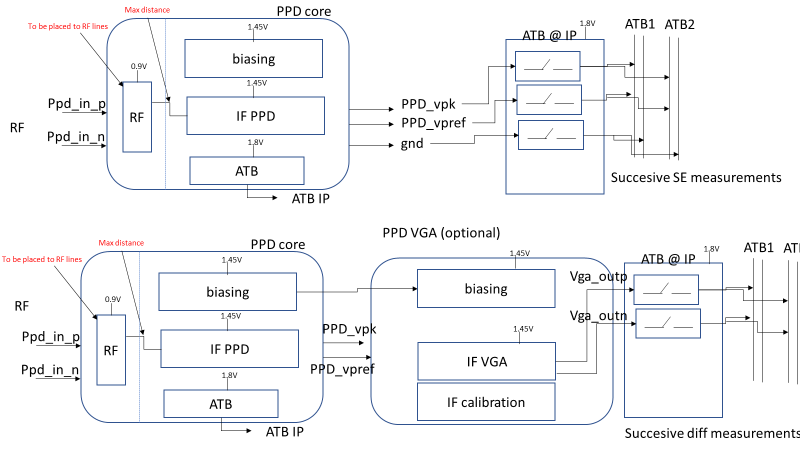 PPD core
Max distance
To be placed to RF lines
1.45V
biasing
1.8V
ATB1
ATB2
ATB @ IP
0.9V
1.45V
Ppd_in_p
RF
IF PPD
PPD_vpk
RF
PPD_vpref
Ppd_in_n
1.8V
gnd
ATB
Succesive SE measurements
ATB IP
PPD VGA (optional)
Max distance
PPD core
To be placed to RF lines
1.45V
1.45V
1.8V
ATB1
ATB @ IP
biasing
biasing
Vga_outp
0.9V
RF
1.45V
Vga_outn
Ppd_in_p
RF
IF PPD
PPD_vpk
1.45V
IF VGA
Ppd_in_n
PPD_vpref
1.8V
ATB
IF calibration
ATB IP
Succesive diff measurements